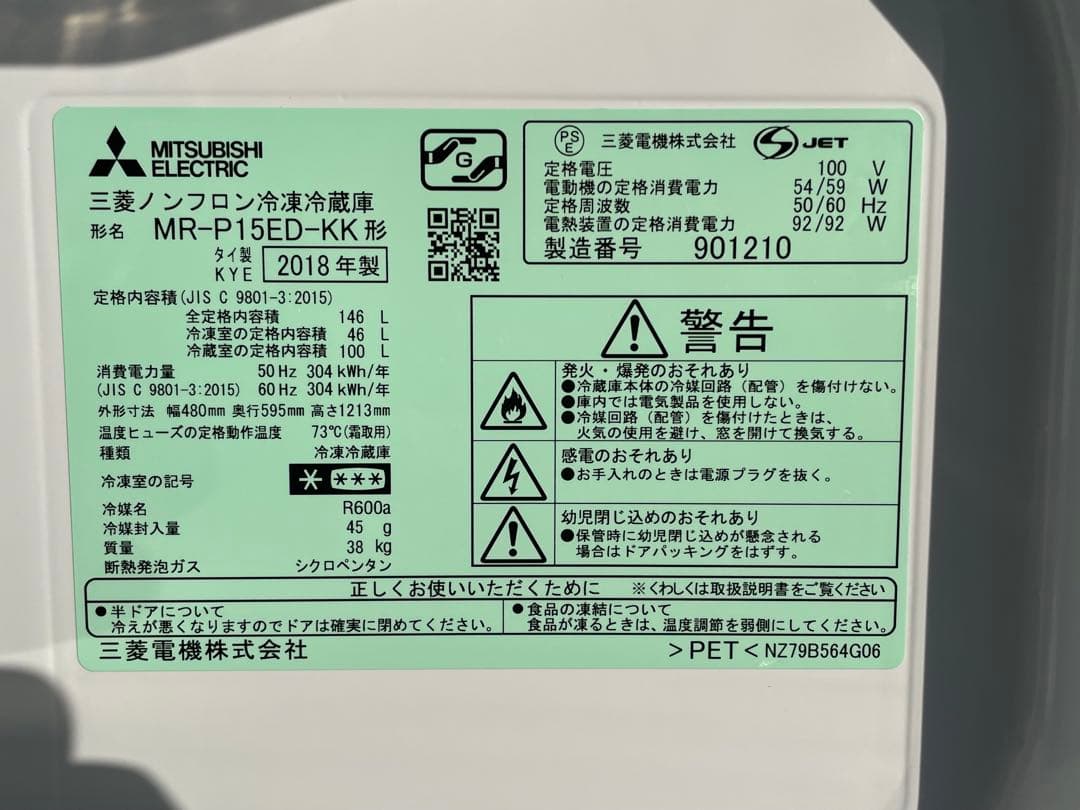 MITSUBISHI
ELECTRIC
三菱ノンフロン冷凍冷蔵庫
形名 MR-P15ED-KK形
タイ製
KYE 2018年製
G
PS
E 三菱電機株式会社 S JET
定格電圧 100 V
電動機の定格消費電力 54/59 W
定格周波数 50/60 Hz
電熱装置の定格消費電力 92/92 W
製造番号 901210
定格内容積(JIS C 9801-3:2015)
全定格内容積 146 L
冷凍室の定格内容積 46 L
冷蔵室の定格内容積 100 L
消費電力量 50Hz 304kWh/年
(JIS C 9801-3:2015) 60Hz 304kWh/年
外形寸法 幅480mm 奥行595mm 高さ1213mm
温度ヒューズの定格動作温度 73℃(霜取用)
種類 冷凍冷蔵庫
冷凍室の記号 * ***
冷媒名 R600a
冷媒封入量 45 g
質量 38 kg
断熱発泡ガス シクロペンタン
警告
発火・爆発のおそれあり
●冷蔵庫本体の冷媒回路(配管)を傷付けない。
●庫内では電気製品を使用しない。
●冷媒回路(配管)を傷付けたときは、
火気の使用を避け、窓を開けて換気する。
感電のおそれあり
●お手入れのときは電源プラグを抜く。
幼児閉じ込めのおそれあり
●保管時に幼児閉じ込めが懸念される
場合はドアパッキングをはずす。
正しくお使いいただくために ※くわしくは取扱説明書をご覧ください
●半ドアについて
冷えが悪くなりますのでドアは確実に閉めてください。
●食品の凍結について
食品が凍るときは、温度調節を弱側にしてください。
三菱電機株式会社 >PET< NZ79B564G06